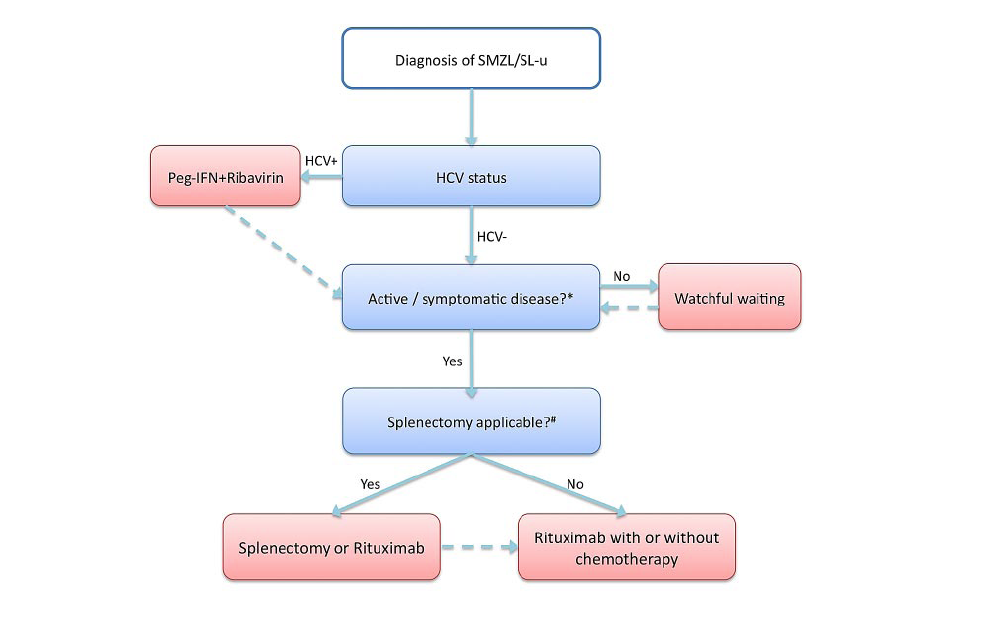 Diagnosis of SMZL/SL-u
HCV+
Peg-IFN+Ribavirin
HCV status
HCV-
Active / symptomatic disease?*
No
Watchful waiting
Yes
Splenectomy applicable?#
Yes
No
Splenectomy or Rituximab
Rituximab with or without
chemotherapy